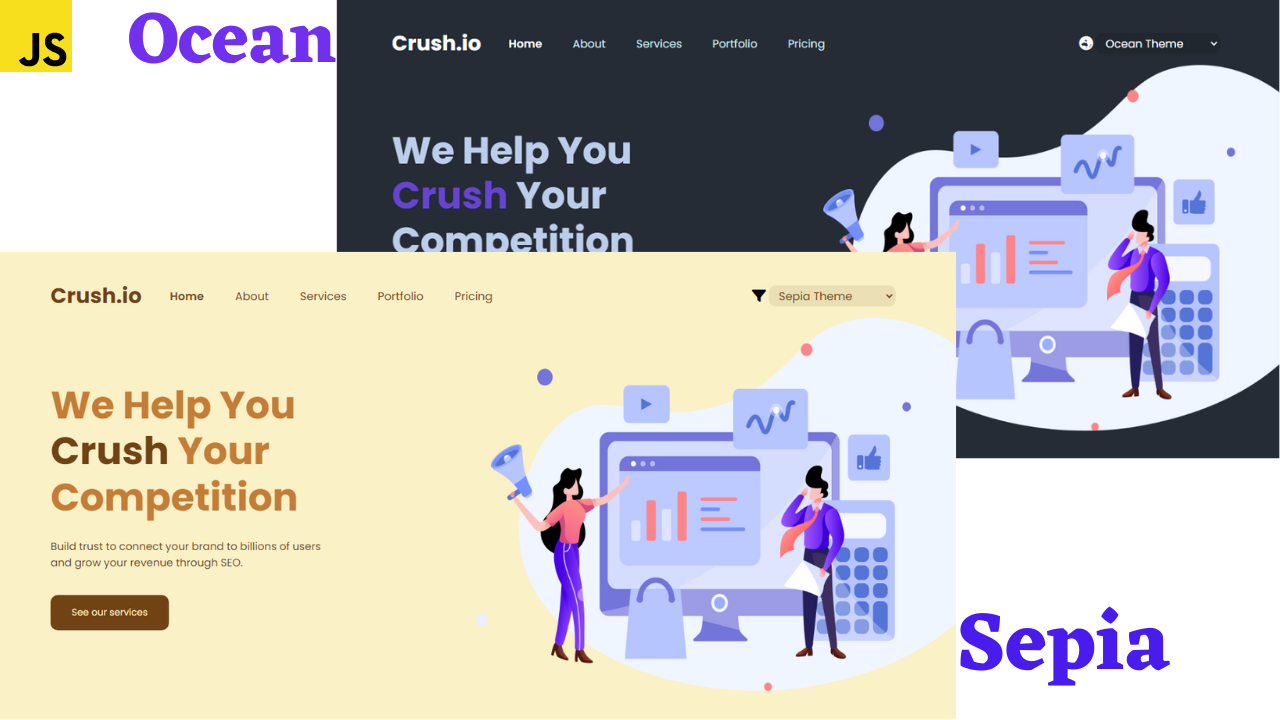 JS
Ocean
Crush.io Home About Services Portfolio Pricing Ocean Theme
We Help You
Crush Your
Competition
Crush.io Home About Services Portfolio Pricing Sepia Theme
We Help You
Crush Your
Competition
Build trust to connect your brand to billions of users
and grow your revenue through SEO.
See our services
Sepia